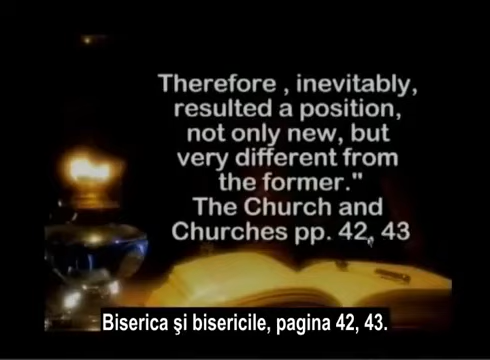 Therefore , inevitably,
resulted a position,
not only new, but
very different from
the former."
The Church and
Churches pp. 42, 43
Biserica şi bisericile, pagina 42, 43.